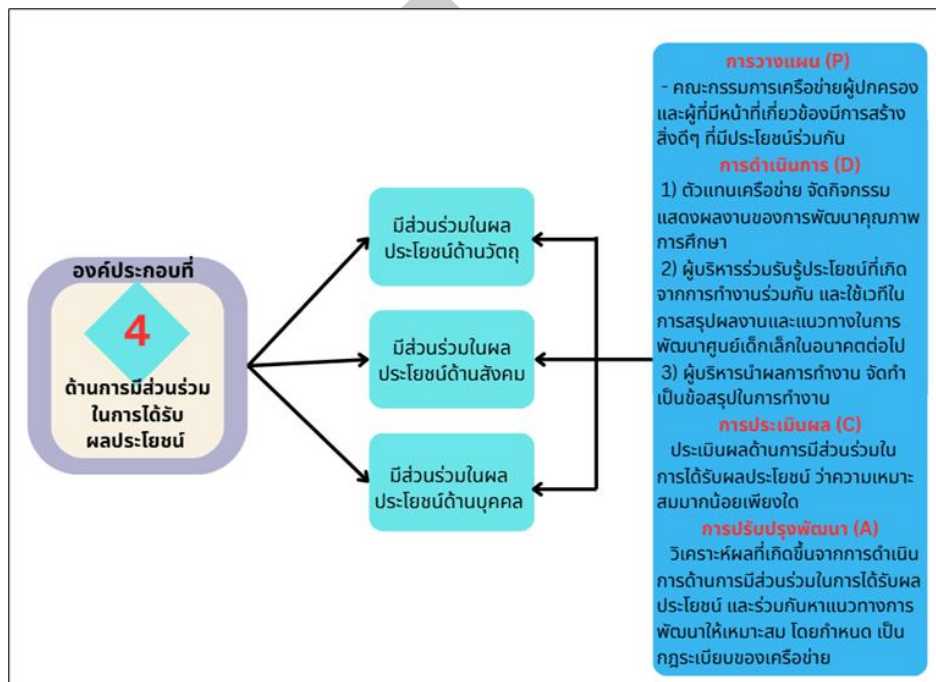 องค์ประกอบที่
4
ด้านการมีส่วนร่วม
ในการได้รับ
ผลประโยชน์
มีส่วนร่วมในผล
ประโยชน์ด้านวัตถุ
มีส่วนร่วมในผล
ประโยชน์ด้านสังคม
มีส่วนร่วมในผล
ประโยชน์ด้านบุคคล
การวางแผน (P)
- คณะกรรมการเครือข่ายผู้ปกครอง
และผู้ที่มีหน้าที่เกี่ยวข้องมีการสร้าง
สิ่งดีๆ ที่มีประโยชน์ร่วมกัน
การดำเนินการ (D)
1) ตัวแทนเครือข่าย จัดกิจกรรม
แสดงผลงานของการพัฒนาคุณภาพ
การศึกษา
2) ผู้บริหารร่วมรับรู้ประโยชน์ที่เกิด
จากการทำงานร่วมกัน และใช้เวทีใน
การสรุปผลงานและแนวทางในการ
พัฒนาศูนย์เด็กเล็กในอนาคตต่อไป
3) ผู้บริหารนำผลการทำงาน จัดทำ
เป็นข้อสรุปในการทำงาน
การประเมินผล (C)
ประเมินผลด้านการมีส่วนร่วมใน
การได้รับผลประโยชน์ ว่าความเหมาะ
สมมากน้อยเพียงใด
การปรับปรุงพัฒนา (A)
วิเคราะห์ผลที่เกิดขึ้นจากการดำเนิน
การด้านการมีส่วนร่วมในการได้รับผล
ประโยชน์ และร่วมกันหาแนวทางการ
พัฒนาให้เหมาะสม โดยกำหนด เป็น
กฎระเบียบของเครือข่าย